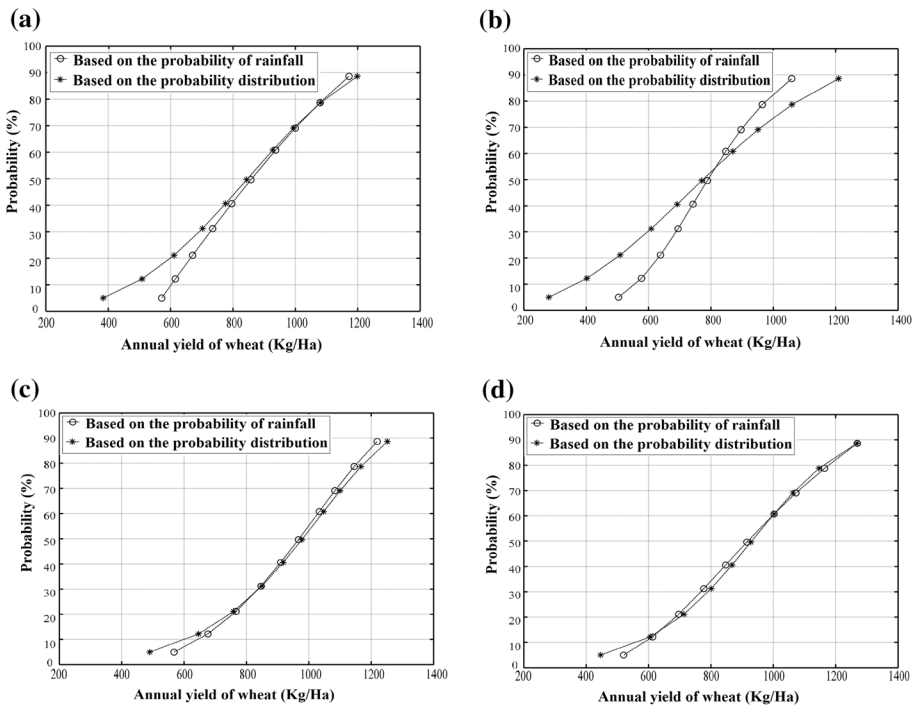 (a)
100
90
80
70
60
50
40
30
20
10
0
Probability (%)
Based on the probability of rainfall
Based on the probability distribution
200 400 600 800 1000 1200 1400
Annual yield of wheat (Kg/Ha)
(b)
100
90
80
70
60
50
40
30
20
10
0
Probability (%)
Based on the probability of rainfall
Based on the probability distribution
200 400 600 800 1000 1200 1400
Annual yield of wheat (Kg/Ha)
(c)
100
90
80
70
60
50
40
30
20
10
0
Probability (%)
Based on the probability of rainfall
Based on the probability distribution
200 400 600 800 1000 1200 1400
Annual yield of wheat (Kg/Ha)
(d)
100
90
80
70
60
50
40
30
20
10
0
Probability (%)
Based on the probability of rainfall
Based on the probability distribution
200 400 600 800 1000 1200 1400
Annual yield of wheat (Kg/Ha)